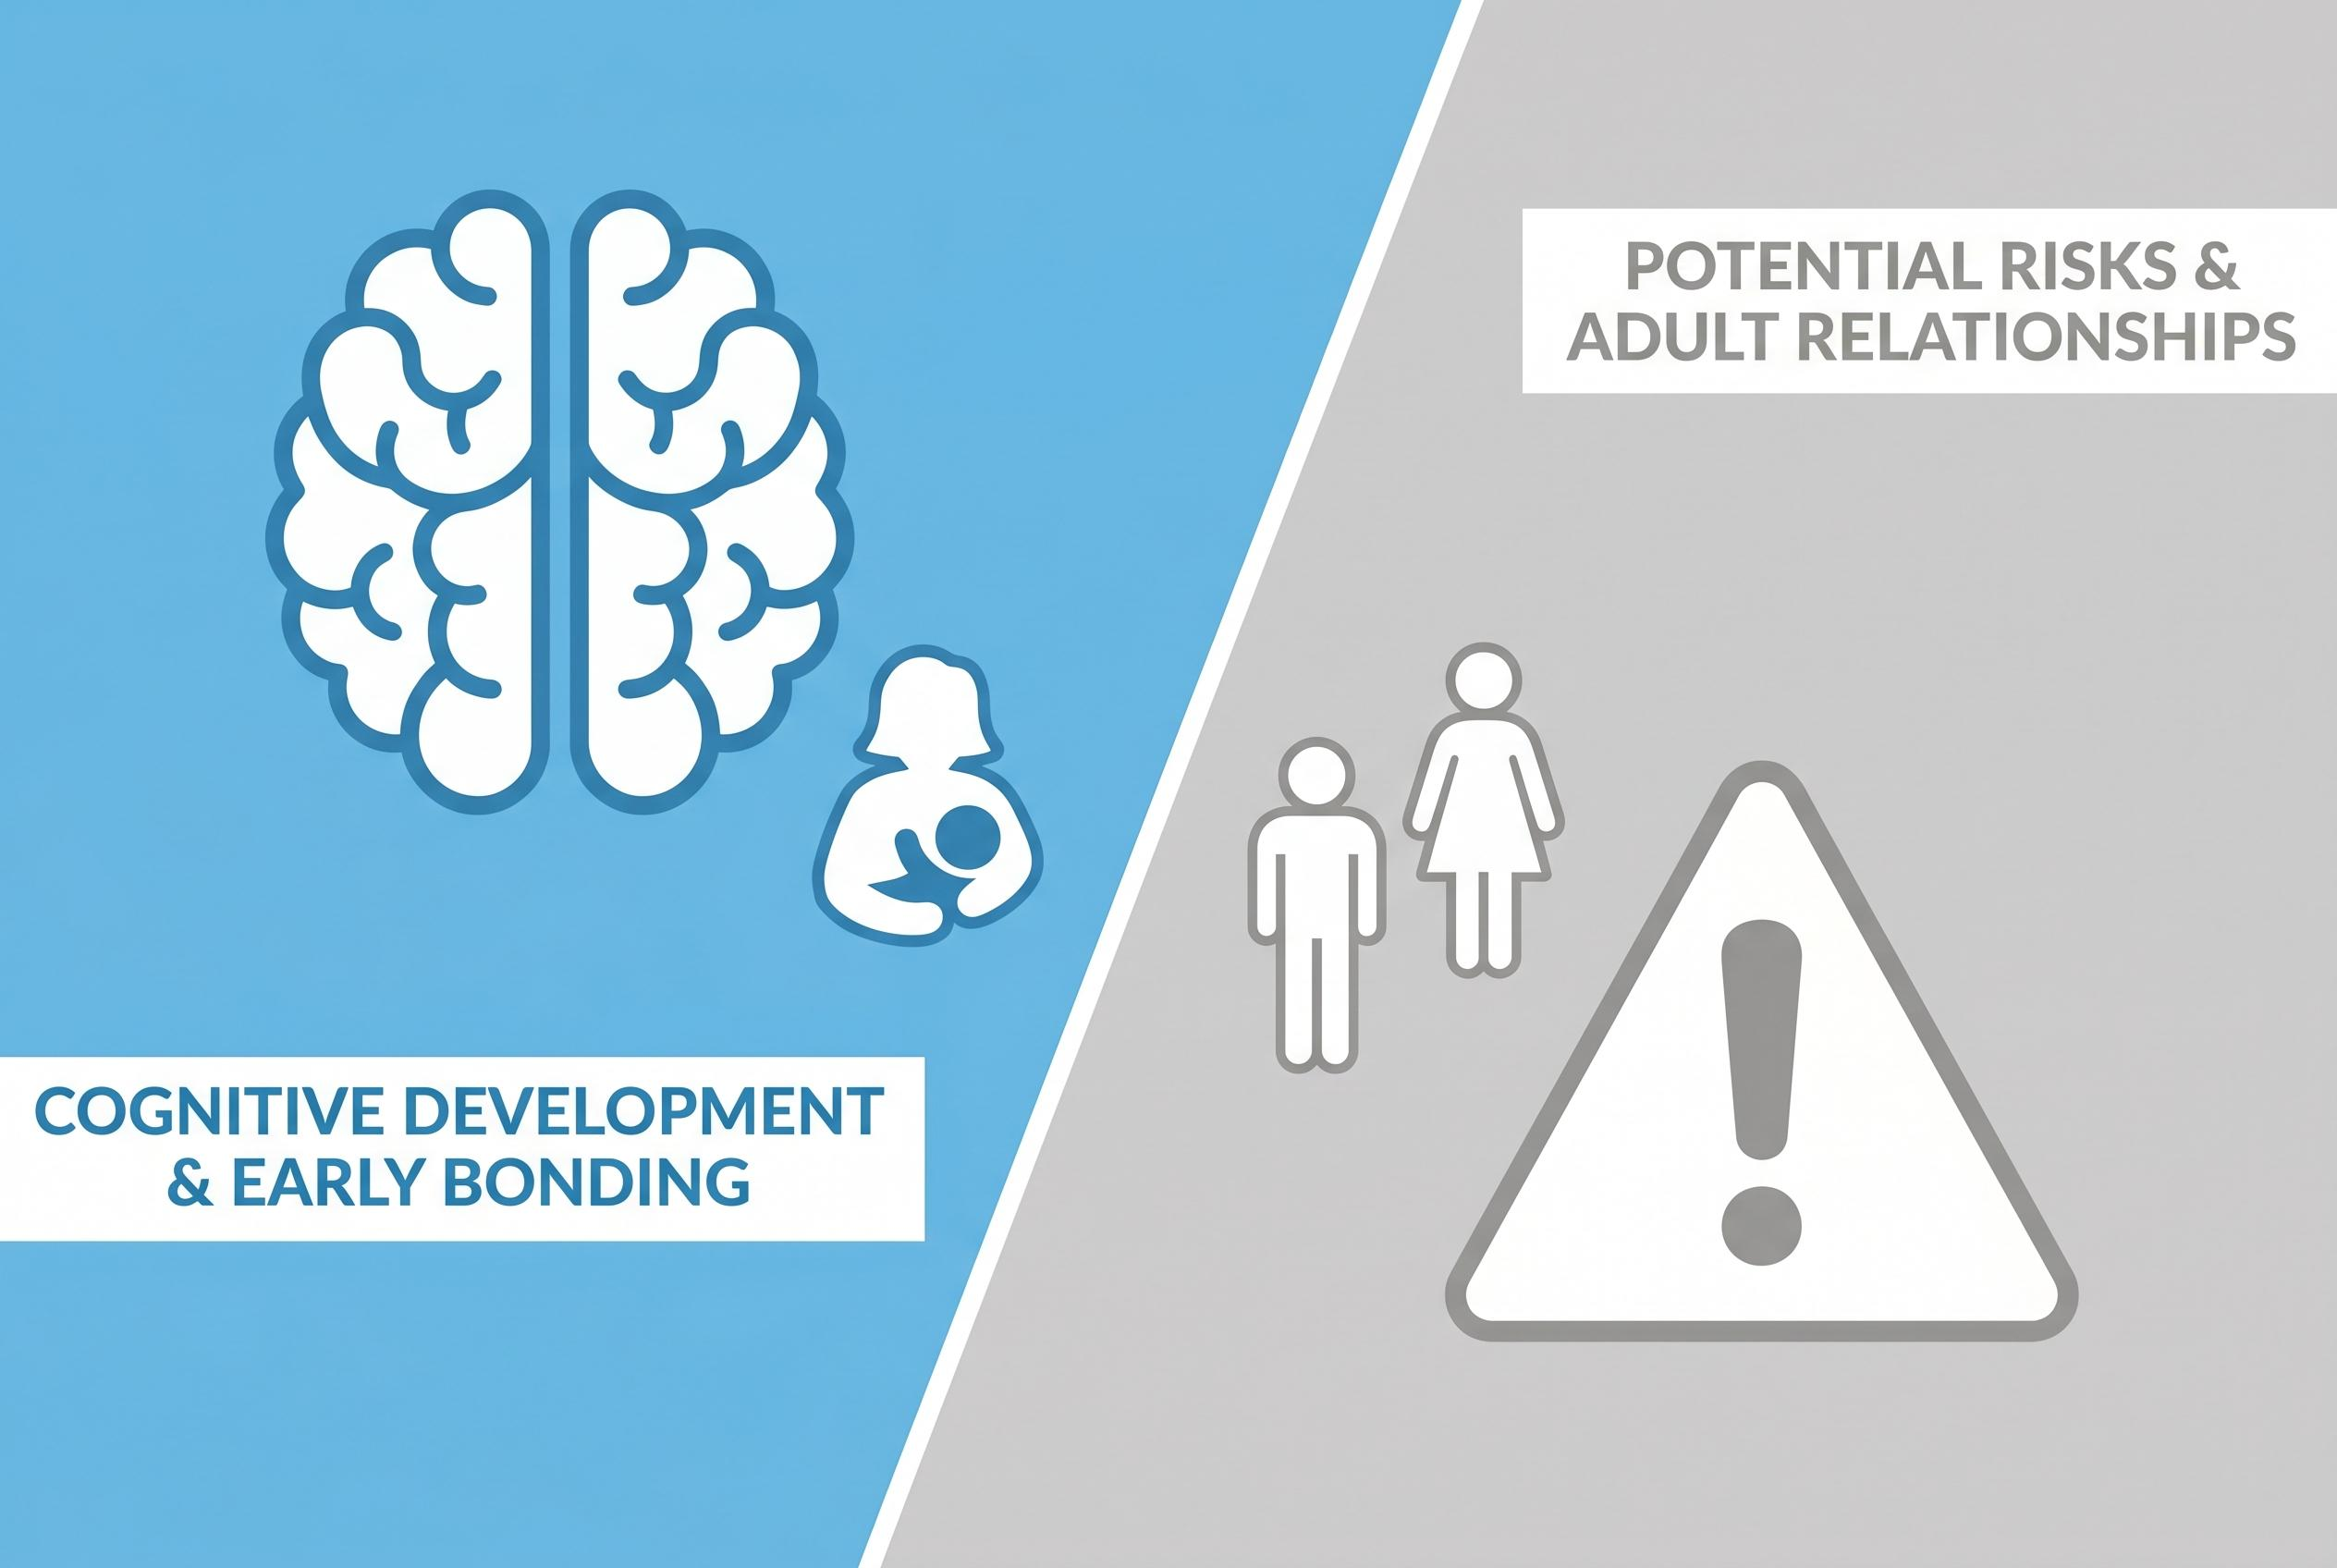 COGNITIVE DEVELOPMENT
& EARLY BONDING
POTENTIAL RISKS &
ADULT RELATIONSHIPS